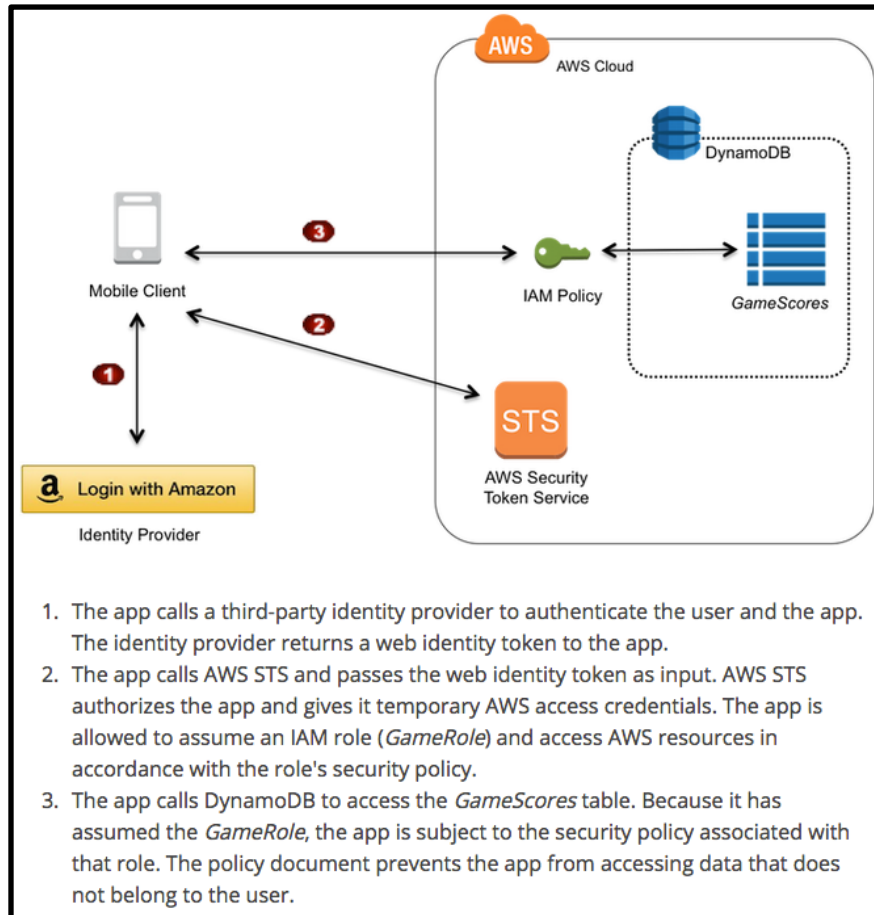 AWS
AWS Cloud
DynamoDB
3
Mobile Client
IAM Policy
GameScores
2
1
STS
a Login with Amazon
AWS Security
Token Service
Identity Provider
1. The app calls a third-party identity provider to authenticate the user and the app.
The identity provider returns a web identity token to the app.
2. The app calls AWS STS and passes the web identity token as input. AWS STS
authorizes the app and gives it temporary AWS access credentials. The app is
allowed to assume an IAM role (GameRole) and access AWS resources in
accordance with the role's security policy.
3. The app calls DynamoDB to access the GameScores table. Because it has
assumed the GameRole, the app is subject to the security policy associated with
that role. The policy document prevents the app from accessing data that does
not belong to the user.